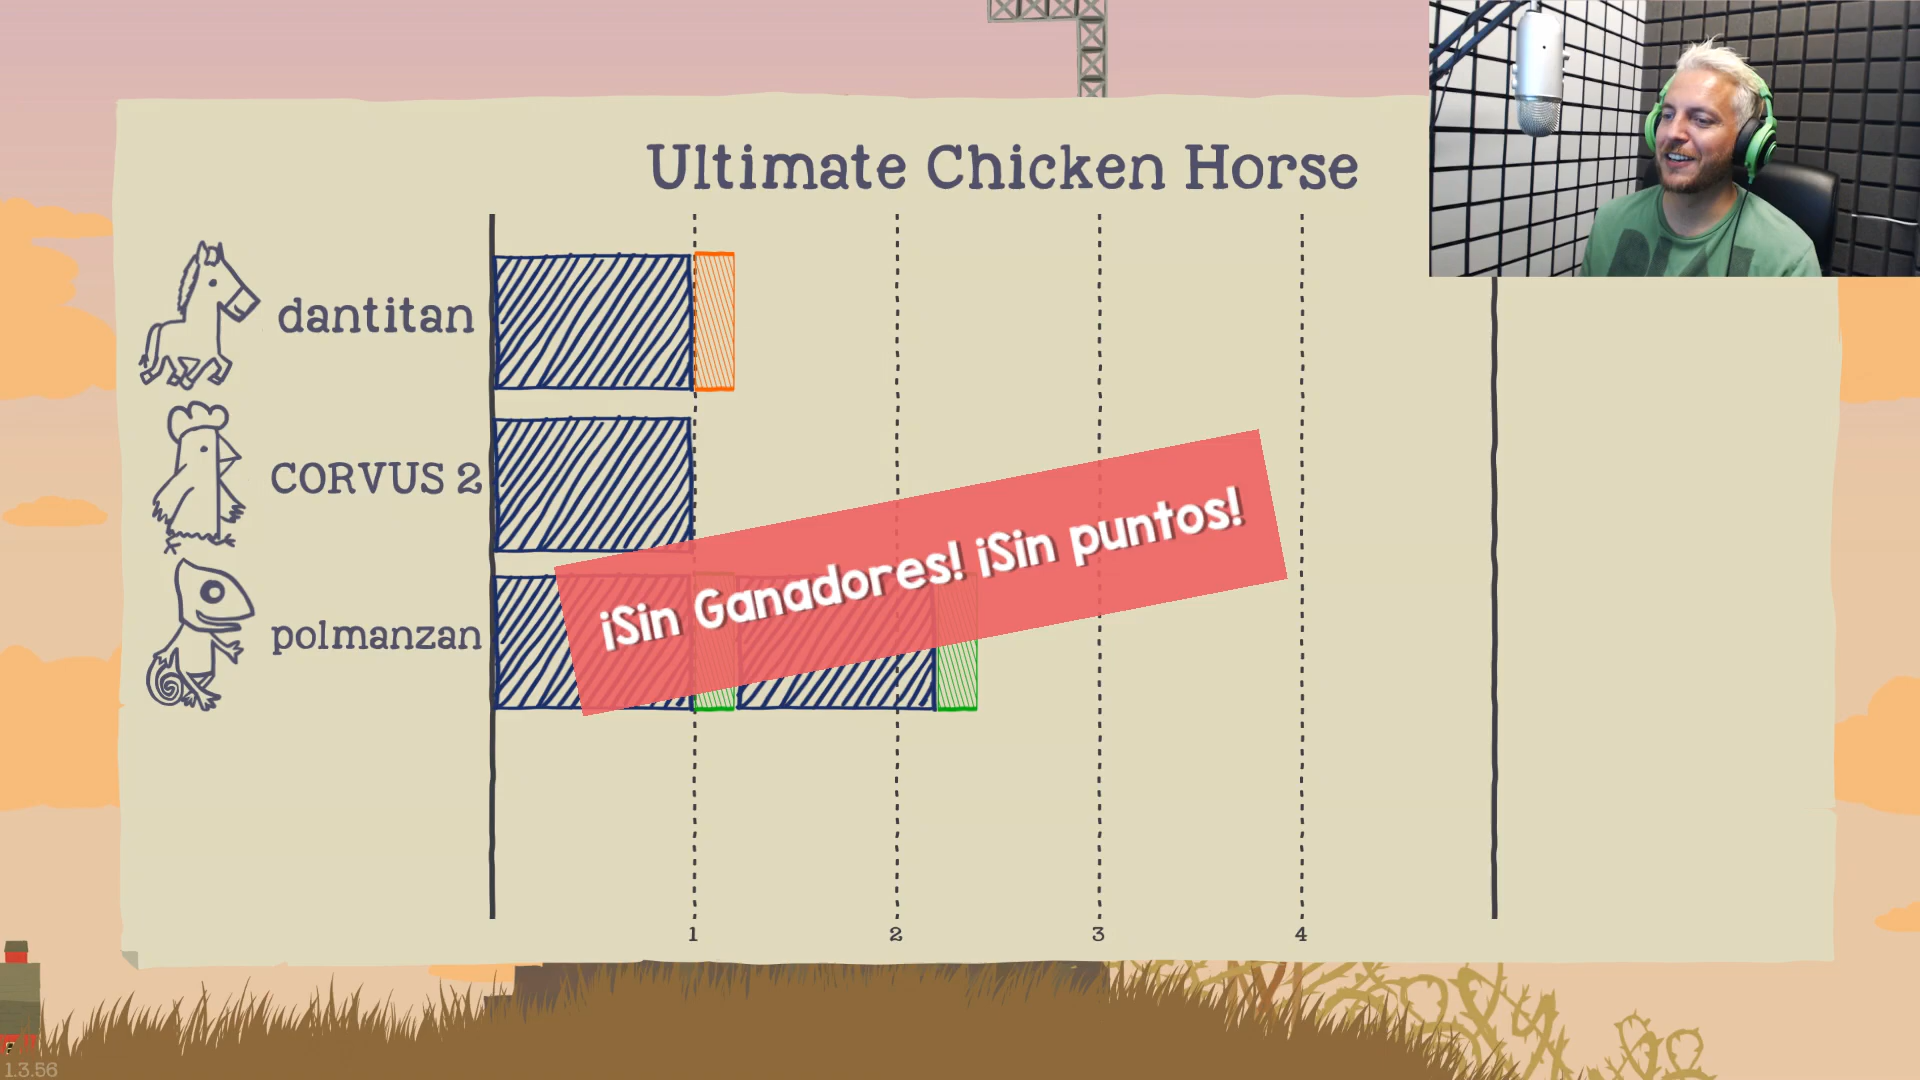 Ultimate Chicken Horse
dantitan
CORVUS 2
polmanzan
¡Sin Ganadores! ¡Sin puntos!
1 2 3 4
1.3.56